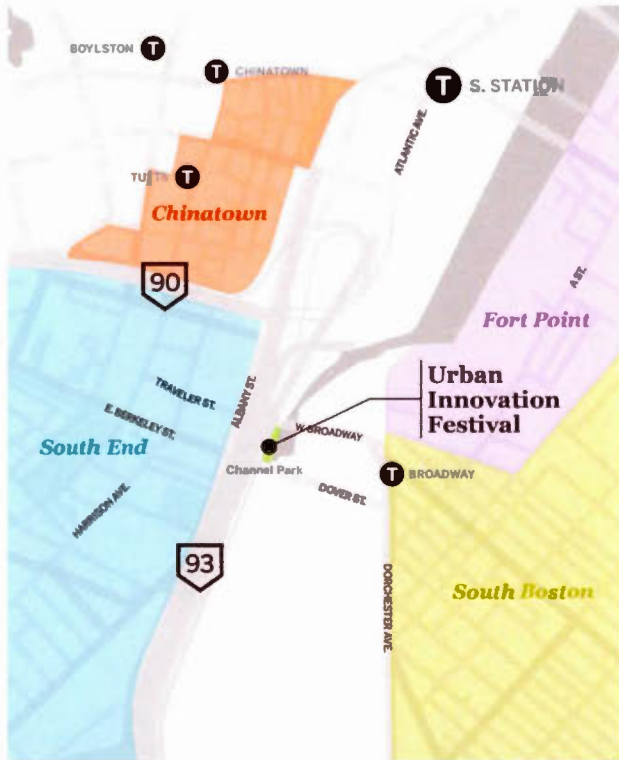 BOYLSTON T
T CHINATOWN
T S. STATION
ATLANTIC AVE.
TUFTS T
Chinatown
90
A ST.
Fort Point
Urban
Innovation
Festival
TRAVELER ST.
ALBANY ST.
E. BERKELEY ST.
W. BROADWAY
South End
Channel Park
T BROADWAY
DOVER ST.
HARRISON AVE.
93
DORCHESTER AVE.
South Boston